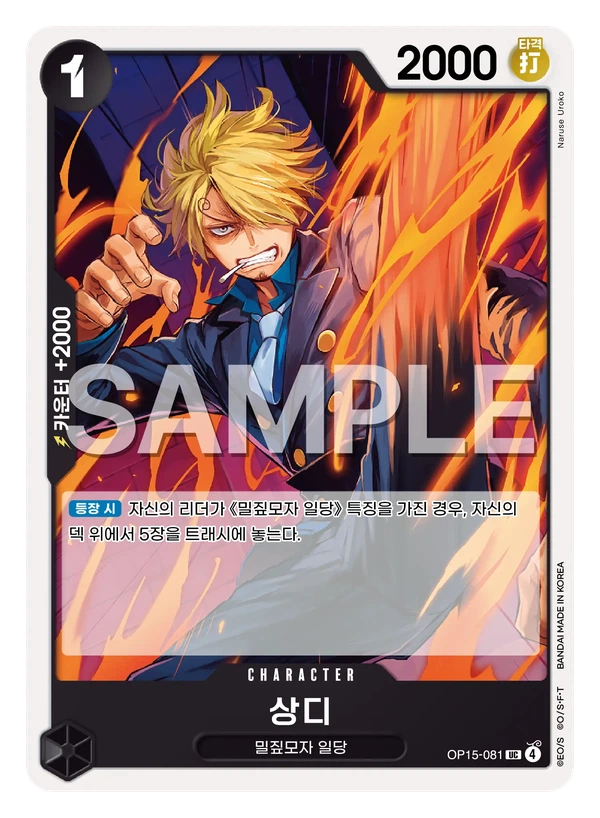 1
2000
타격
打
Naruse Uroko
카운터 +2000
SAMPLE
등장 시 자신의 리더가 《밀짚모자 일당》 특징을 가진 경우, 자신의
덱 위에서 5장을 트래시에 놓는다.
CHARACTER
상디
밀짚모자 일당
OP15-081 UC 4
©EO/S ©O/S·F·T BANDAI MADE IN KOREA